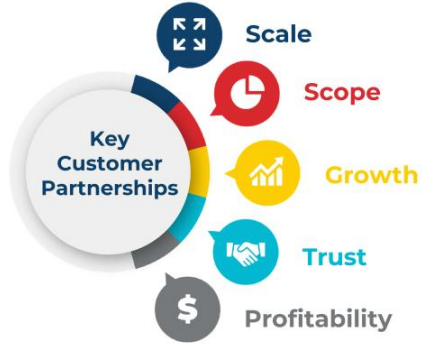 Key
Customer
Partnerships
Scale
Scope
Growth
Trust
$
Profitability